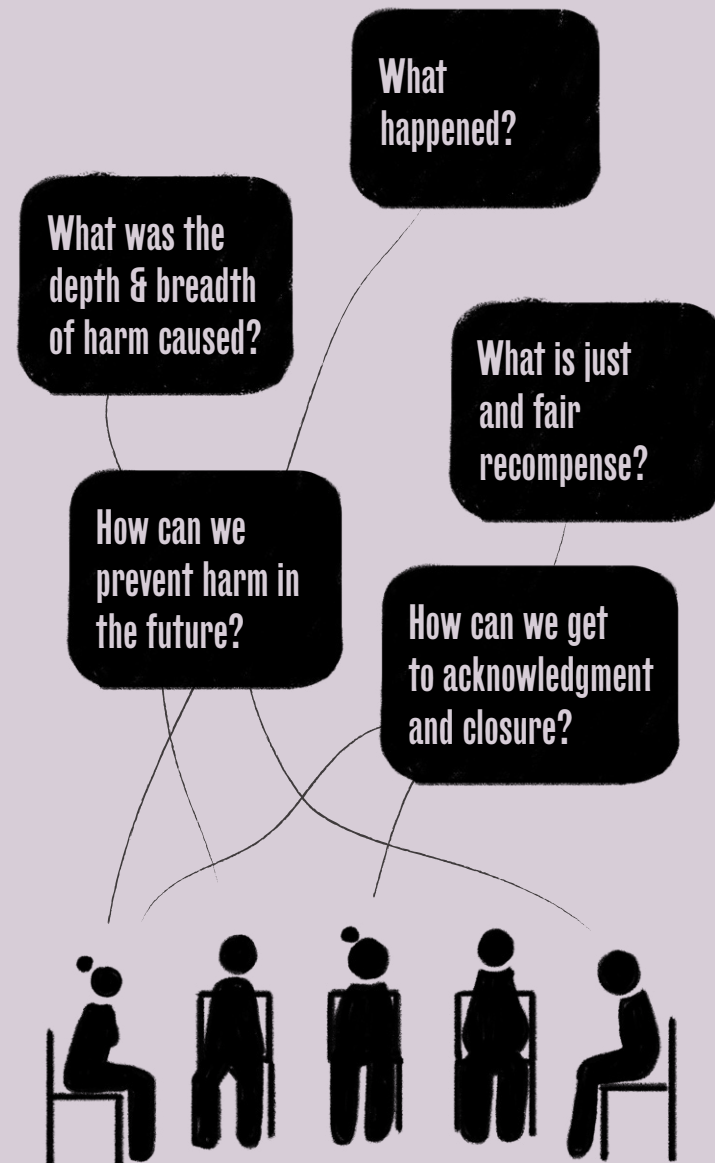 What
happened?
What was the
depth & breadth
of harm caused?
What is just
and fair
recompense?
How can we
prevent harm in
the future?
How can we get
to acknowledgment
and closure?